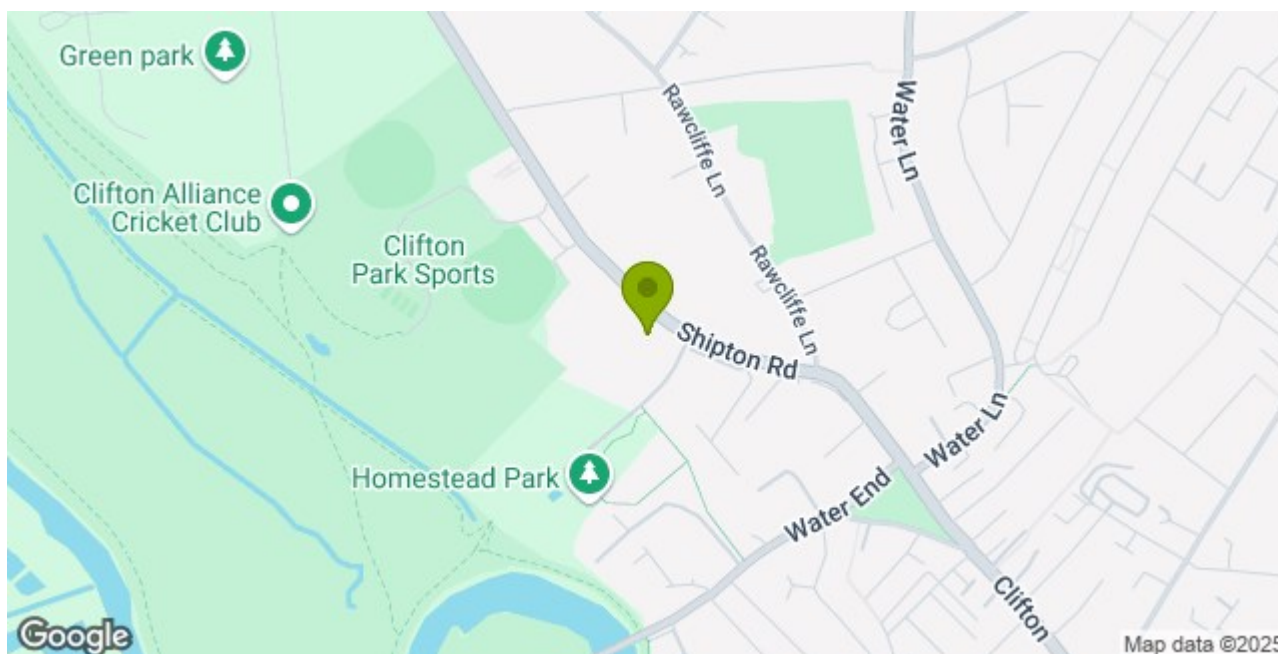 Green park
Rawcliffe Ln
Water Ln
Clifton Alliance
Cricket Club
Clifton
Park Sports
Rawcliffe Ln
Shipton Rd
Water Ln
Homestead Park
Water End
Clifton
Google
Map data ©2025